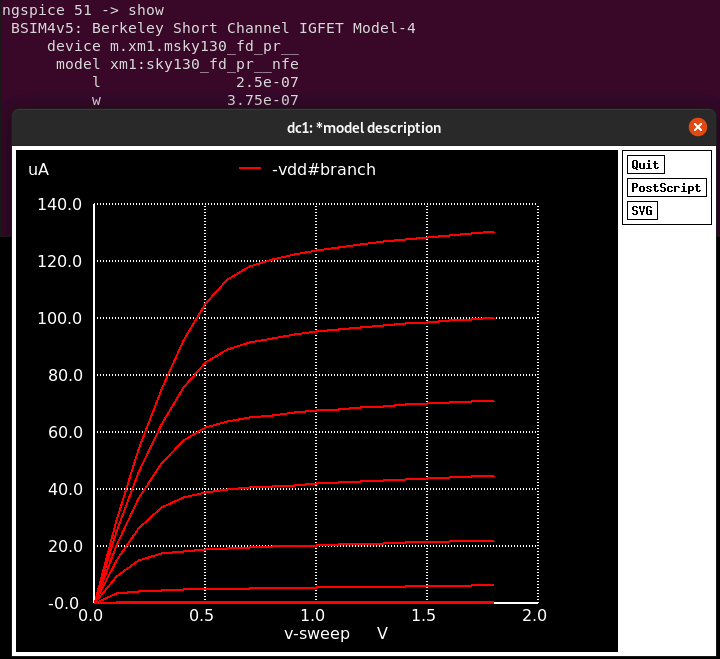 ngspice 51 -> show
BSIM4v5: Berkeley Short Channel IGFET Model-4
device m.xm1.msky130_fd_pr__
model xm1:sky130_fd_pr__nfe
l 2.5e-07
w 3.75e-07
dc1: *model description
uA -vdd#branch
Quit
PostScript
SVG
140.0
120.0
100.0
80.0
60.0
40.0
20.0
-0.0
0.0 0.5 1.0 1.5 2.0
v-sweep V